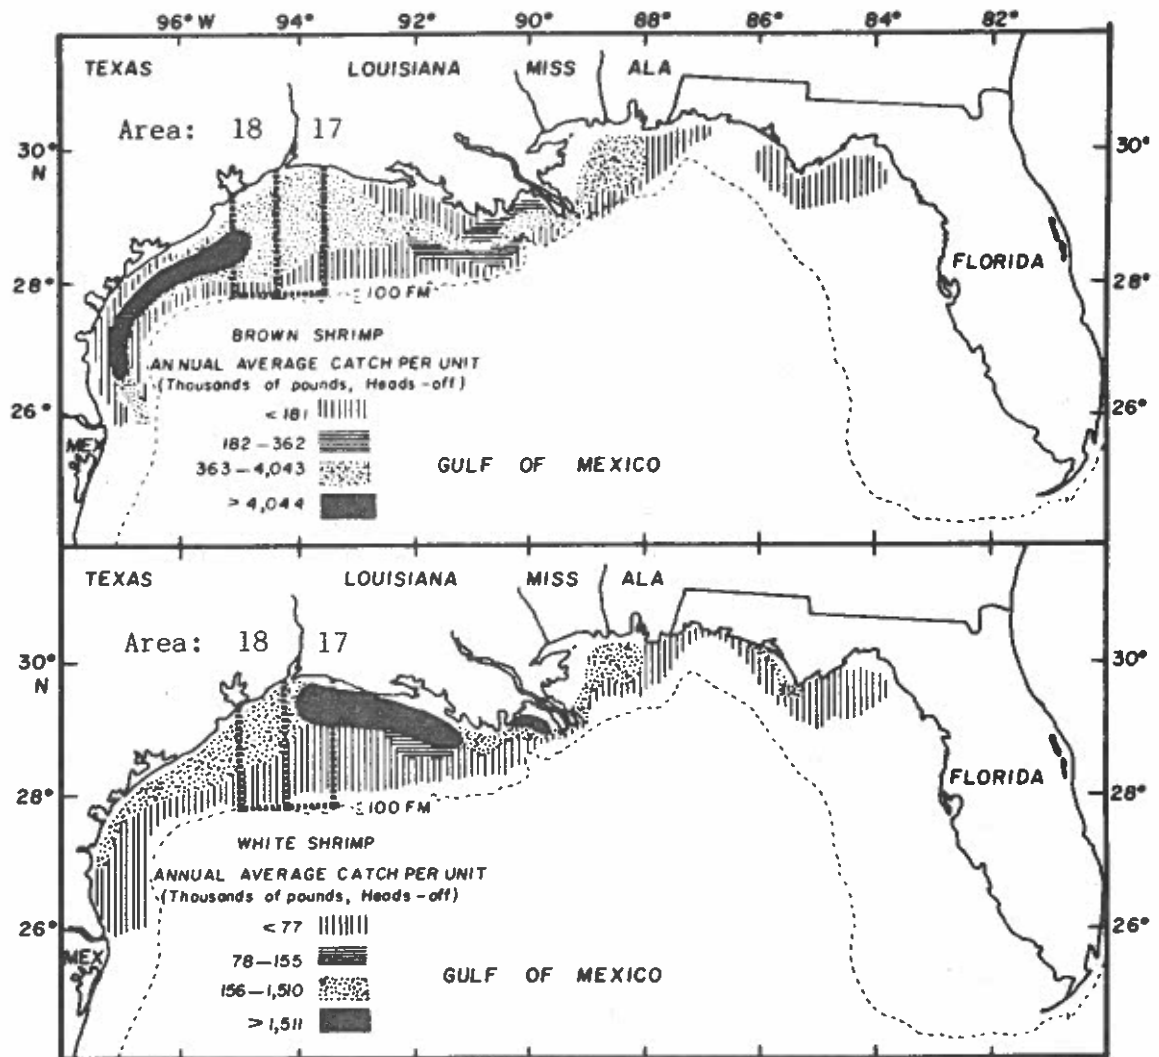 96° W 94° 92° 90° 88° 86° 84° 82°
TEXAS LOUISIANA MISS ALA
Area: 18 17
30° N 30°
FLORIDA
28° 28°
100 FM
BROWN SHRIMP
ANNUAL AVERAGE CATCH PER UNIT
(Thousands of pounds, Heads-off)
26° 26°
< 181
MEX
182-362
363-4,043
GULF OF MEXICO
> 4,044
TEXAS LOUISIANA MISS ALA
Area: 18 17
30° N 30°
FLORIDA
28° 28°
100 FM
WHITE SHRIMP
ANNUAL AVERAGE CATCH PER UNIT
(Thousands of pounds, Heads-off)
26° 26°
< 77
MEX
78-155
GULF OF MEXICO
156-1,510
> 1,511